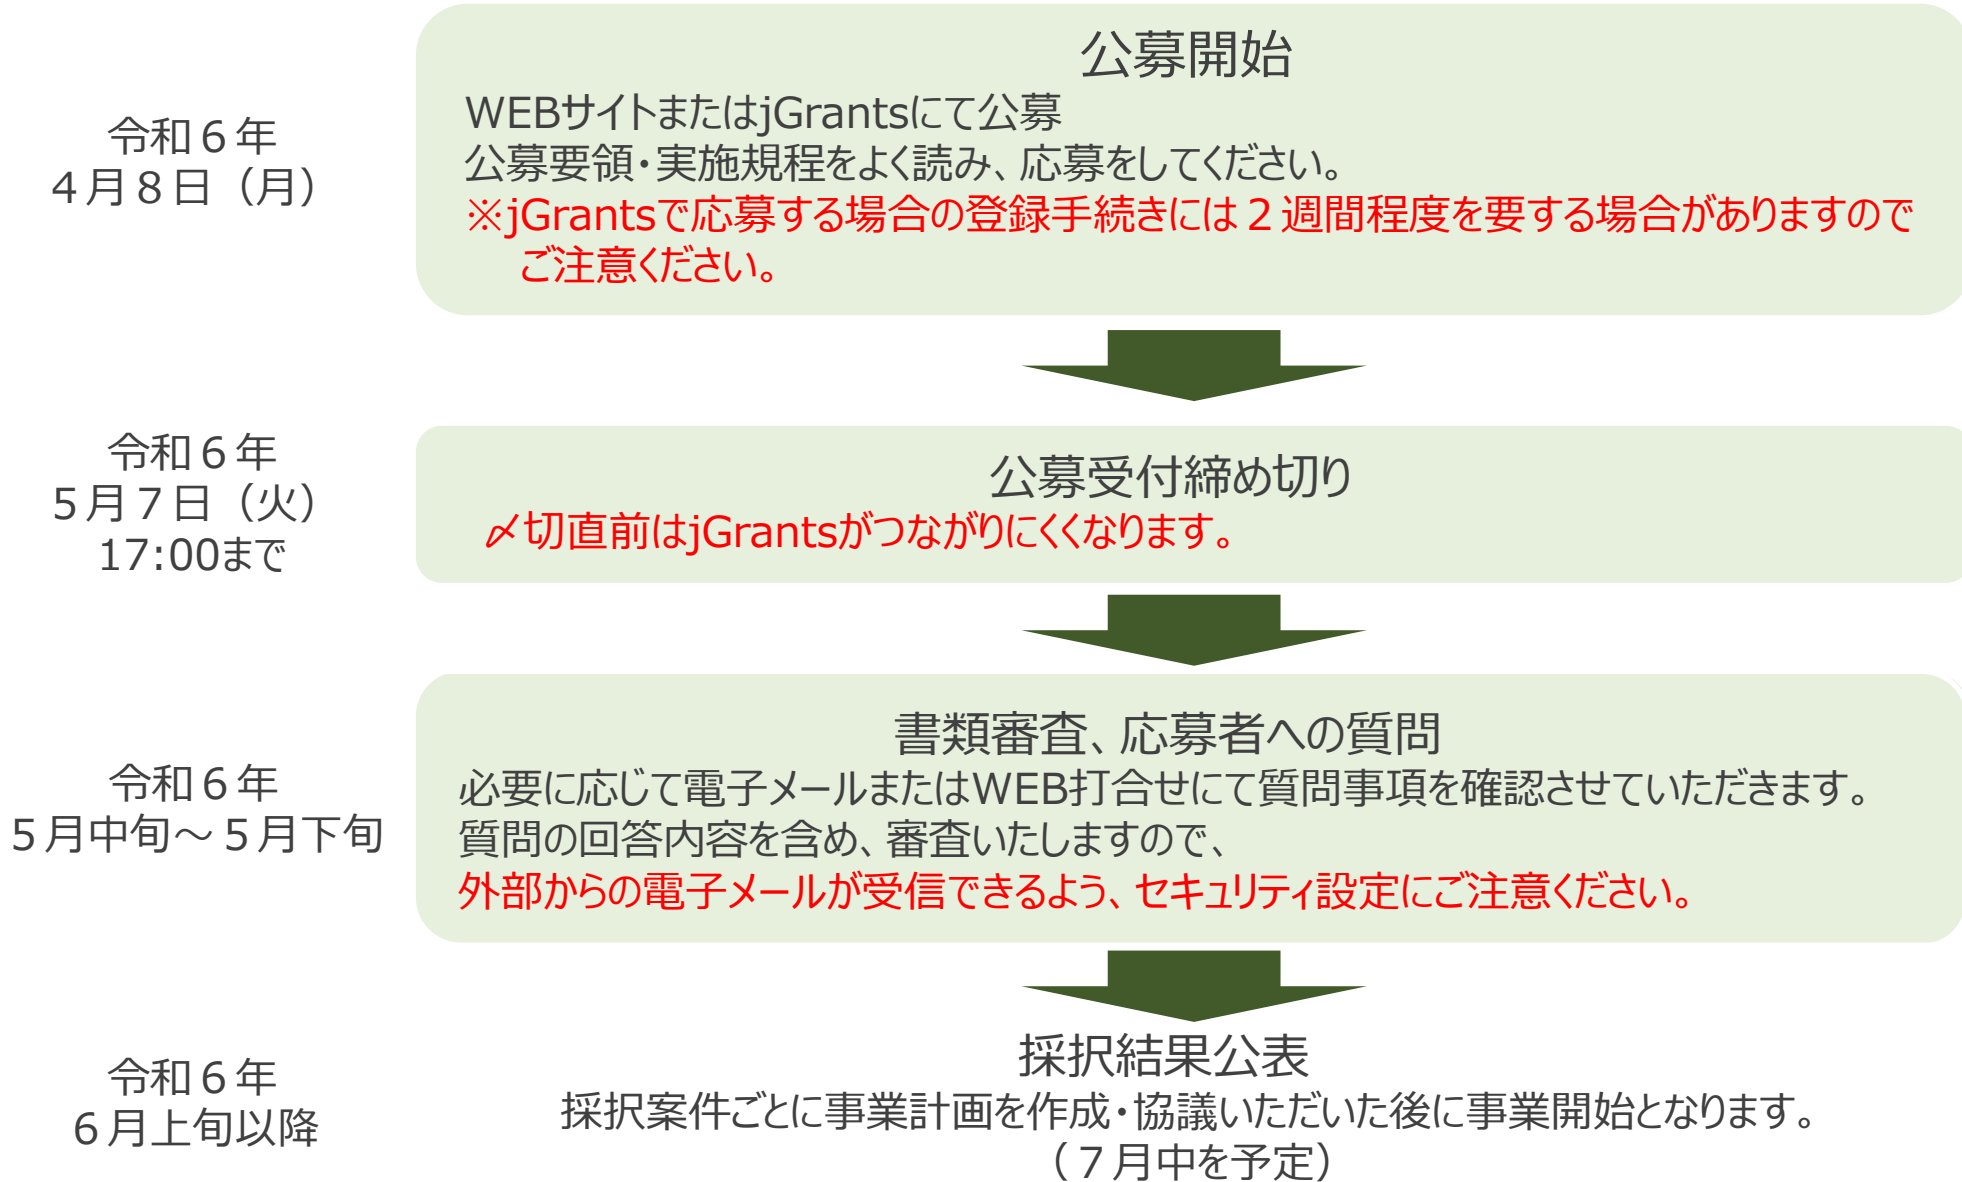 公募開始
令和６年
４月８日（月）
WEBサイトまたはjGrantsにて公募
公募要領・実施規程をよく読み、応募をしてください。
※jGrantsで応募する場合の登録手続きには２週間程度を要する場合がありますので
ご注意ください。
令和６年
５月７日（火）
17:00まで
公募受付締め切り
〆切直前はjGrantsがつながりにくくなります。
令和６年
５月中旬～５月下旬
書類審査、応募者への質問
必要に応じて電子メールまたはWEB打合せにて質問事項を確認させていただきます。
質問の回答内容を含め、審査いたしますので、
外部からの電子メールが受信できるよう、セキュリティ設定にご注意ください。
令和６年
６月上旬以降
採択結果公表
採択案件ごとに事業計画を作成・協議いただいた後に事業開始となります。
（７月中を予定）